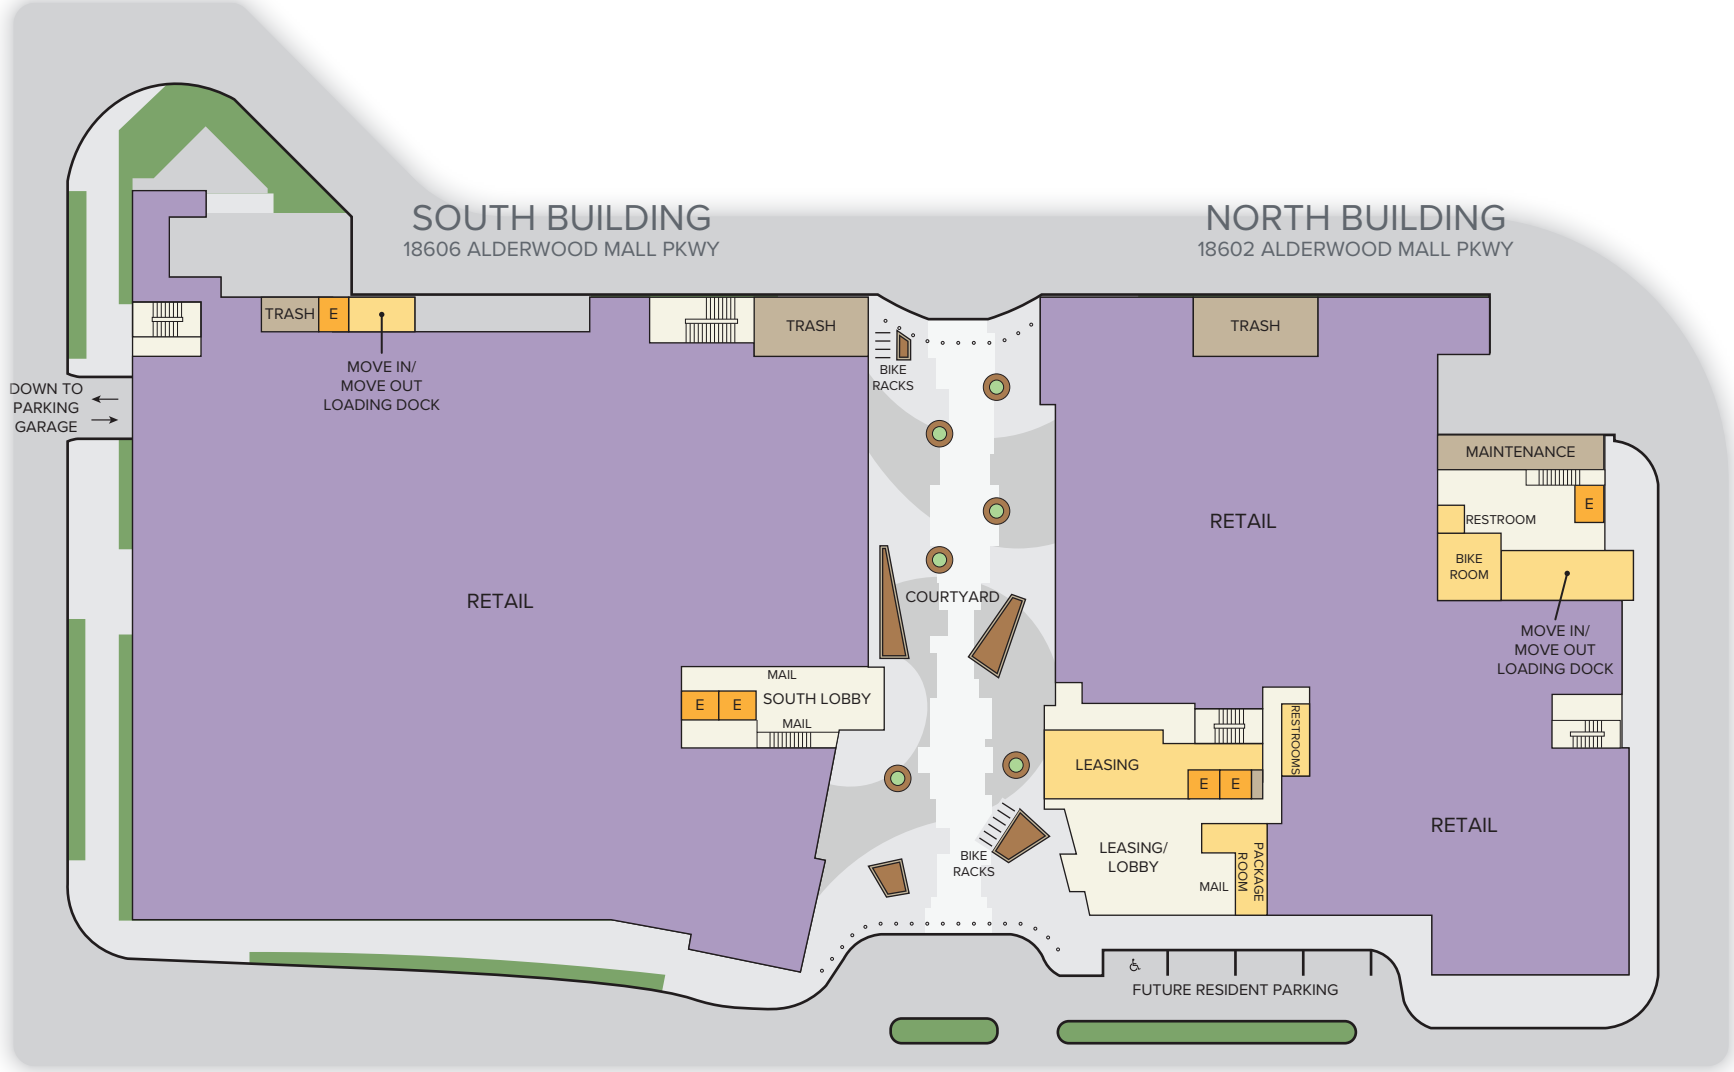 SOUTH BUILDING
18606 ALDERWOOD MALL PKWY
NORTH BUILDING
18602 ALDERWOOD MALL PKWY
TRASH
E
MOVE IN/
MOVE OUT
LOADING DOCK
TRASH
BIKE
RACKS
TRASH
DOWN TO
PARKING
GARAGE
MAINTENANCE
E
RESTROOM
RETAIL
BIKE
ROOM
RETAIL
COURTYARD
MOVE IN/
MOVE OUT
LOADING DOCK
MAIL
E
E
SOUTH LOBBY
MAIL
RESTROOMS
LEASING
E
E
RETAIL
LEASING/
LOBBY
MAIL
PACKAGE
ROOM
BIKE
RACKS
FUTURE RESIDENT PARKING